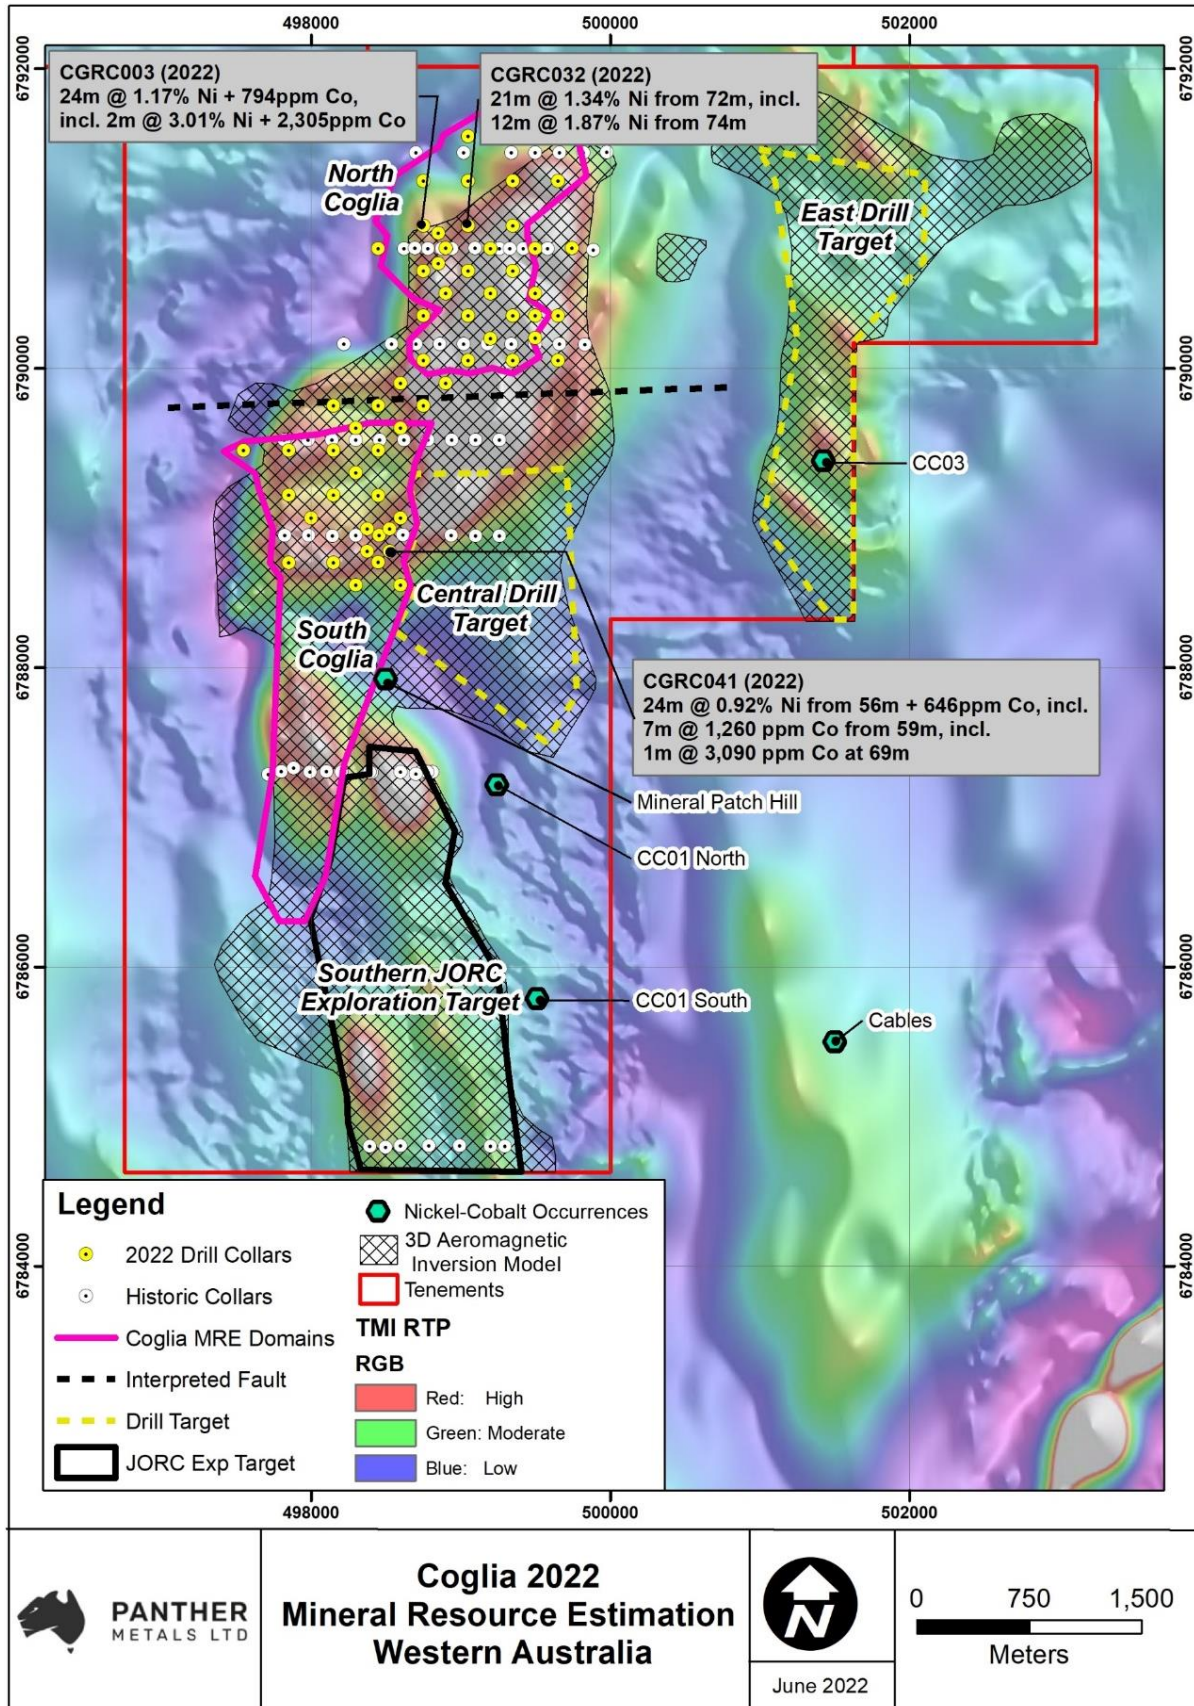 498000
500000
502000
6792000
6792000
CGRC003 (2022)
24m @ 1.17% Ni + 794ppm Co,
incl. 2m @ 3.01% Ni + 2,305ppm Co
CGRC032 (2022)
21m @ 1.34% Ni from 72m, incl.
12m @ 1.87% Ni from 74m
North
Coglia
East Drill
Target
6790000
6790000
CC03
Central Drill
Target
South
Coglia
6788000
6788000
CGRC041 (2022)
24m @ 0.92% Ni from 56m + 646ppm Co, incl.
7m @ 1,260 ppm Co from 59m, incl.
1m @ 3,090 ppm Co at 69m
Mineral Patch Hill
CC01 North
6786000
6786000
Southern JORC
Exploration Target
CC01 South
Cables
6784000
6784000
Legend
2022 Drill Collars
Historic Collars
Coglia MRE Domains
Interpreted Fault
Drill Target
JORC Exp Target
Nickel-Cobalt Occurrences
3D Aeromagnetic
Inversion Model
Tenements
TMI RTP
RGB
Red: High
Green: Moderate
Blue: Low
498000
500000
502000
PANTHER
METALS LTD
Coglia 2022
Mineral Resource Estimation
Western Australia
N
June 2022
0 750 1,500
Meters